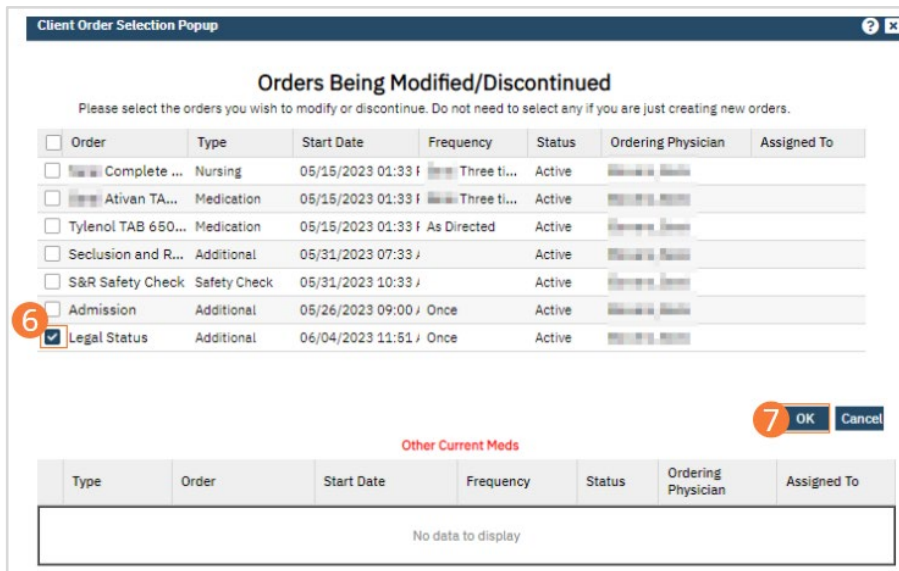 Client Order Selection Popup
Orders Being Modified/Discontinued
Please select the orders you wish to modify or discontinue. Do not need to select any if you are just creating new orders.
Order Type Start Date Frequency Status Ordering Physician Assigned To
Complete ... Nursing 05/15/2023 01:33 Three ti... Active
Ativan TA... Medication 05/15/2023 01:33 Three ti... Active
Tylenol TAB 650... Medication 05/15/2023 01:33 As Directed Active
Seclusion and R... Additional 05/31/2023 07:33 Active
S&R Safety Check Safety Check 05/31/2023 10:33 Active
Admission Additional 05/26/2023 09:00 Once Active
6
Legal Status Additional 06/04/2023 11:51 Once Active
7 OK Cancel
Other Current Meds
Type Order Start Date Frequency Status Ordering Physician Assigned To
No data to display